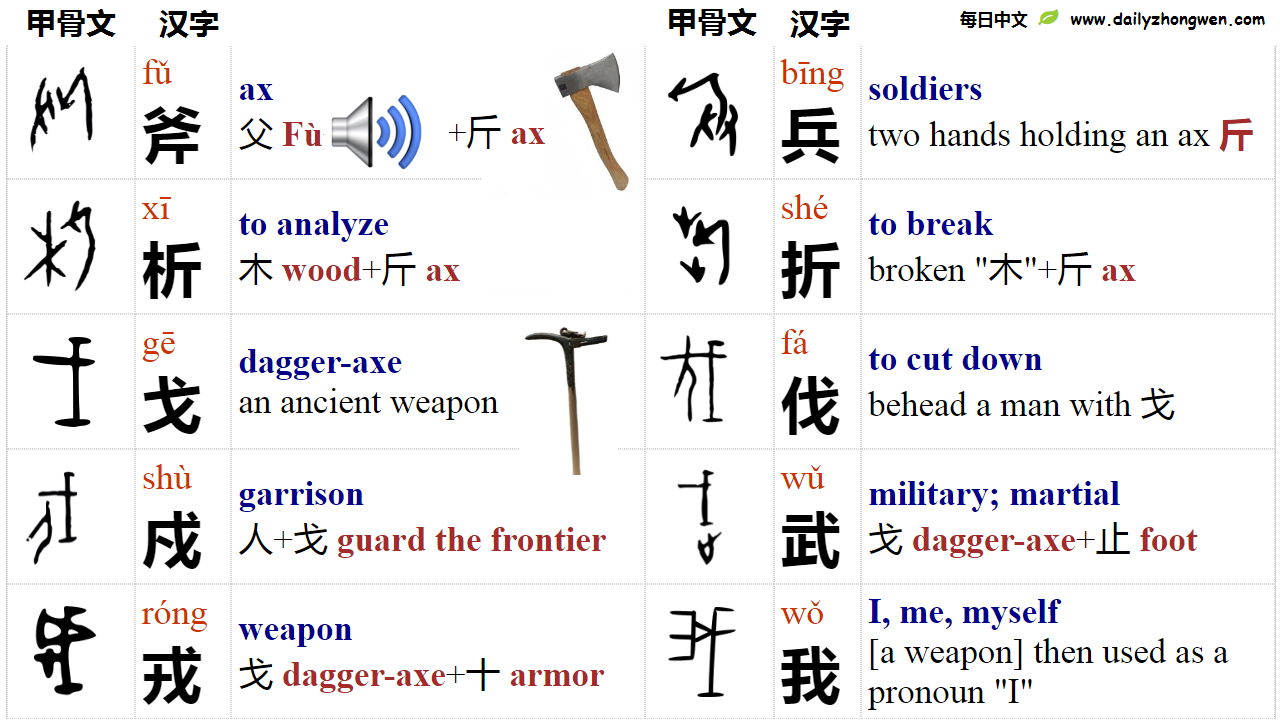 甲骨文 汉字 甲骨文 汉字 每日中文 www.dailyzhongwen.com
fǔ
斧
ax
父 Fù +斤 ax
bīng
兵
soldiers
two hands holding an ax 斤
xī
析
to analyze
木 wood+斤 ax
shé
折
to break
broken "木"+斤 ax
gē
戈
dagger-axe
an ancient weapon
fá
伐
to cut down
behead a man with 戈
shù
戍
garrison
人+戈 guard the frontier
wǔ
武
military; martial
戈 dagger-axe+止 foot
róng
戎
weapon
戈 dagger-axe+十 armor
wǒ
我
I, me, myself
[a weapon] then used as a
pronoun "I"